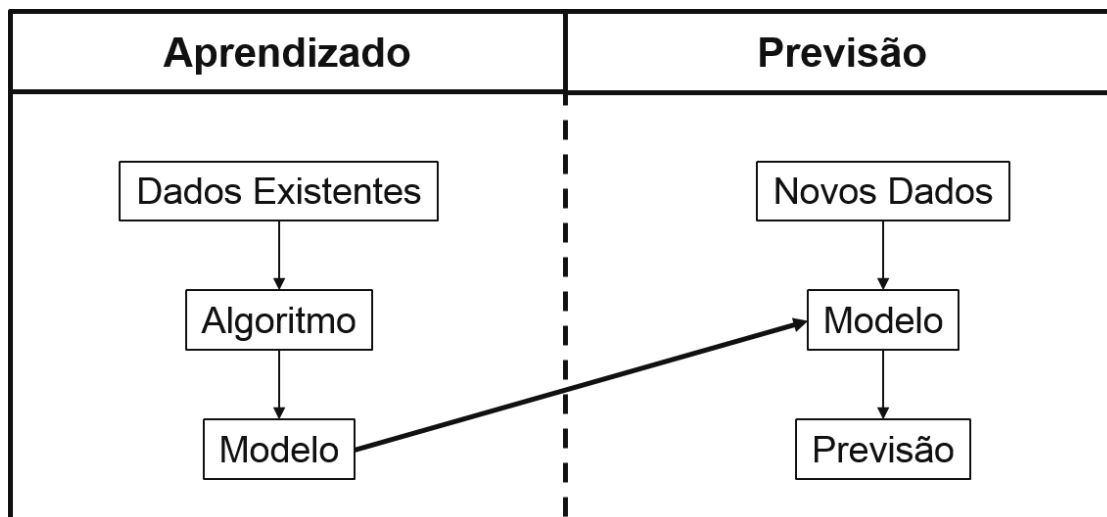 Aprendizado
Previsão
Dados Existentes
Algoritmo
Modelo
Novos Dados
Modelo
Previsão